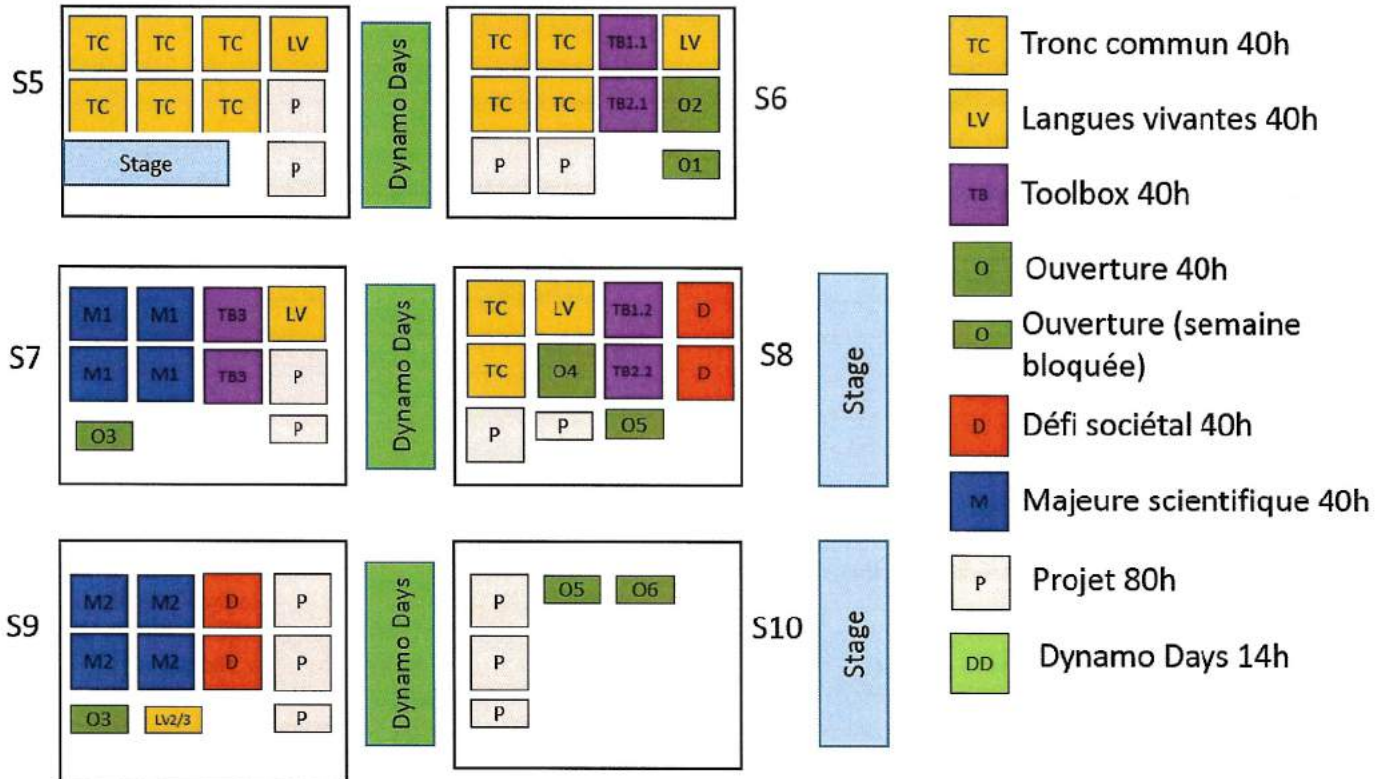 S5
TC TC TC LV
TC TC TC P
Stage P
Dynamo Days
S6
TC TC TB1.1 LV
TC TC TB2.1 O2
P P O1
S7
M1 M1 TB3 LV
M1 M1 TB3 P
O3 P
Dynamo Days
S8
TC LV TB1.2 D
TC O4 TB2.2 D
P P O5
Stage
S9
M2 M2 D P
M2 M2 D P
O3 LV2/3 P
Dynamo Days
S10
P O5 O6
P
P
Stage
TC Tronc commun 40h
LV Langues vivantes 40h
TB Toolbox 40h
O Ouverture 40h
O Ouverture (semaine
bloquée)
D Défi sociétal 40h
M Majeure scientifique 40h
P Projet 80h
DD Dynamo Days 14h